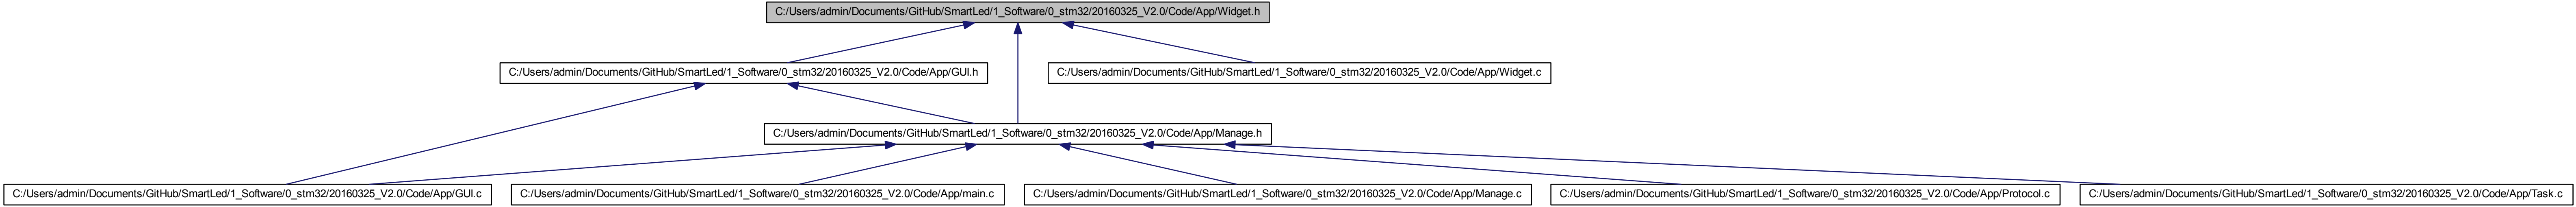 C:/Users/admin/Documents/GitHub/SmartLed/1_Software/0_stm32/20160325_V2.0/Code/App/Widget.h
C:/Users/admin/Documents/GitHub/SmartLed/1_Software/0_stm32/20160325_V2.0/Code/App/GUI.h
C:/Users/admin/Documents/GitHub/SmartLed/1_Software/0_stm32/20160325_V2.0/Code/App/Widget.c
C:/Users/admin/Documents/GitHub/SmartLed/1_Software/0_stm32/20160325_V2.0/Code/App/Manage.h
C:/Users/admin/Documents/GitHub/SmartLed/1_Software/0_stm32/20160325_V2.0/Code/App/GUI.c
C:/Users/admin/Documents/GitHub/SmartLed/1_Software/0_stm32/20160325_V2.0/Code/App/main.c
C:/Users/admin/Documents/GitHub/SmartLed/1_Software/0_stm32/20160325_V2.0/Code/App/Manage.c
C:/Users/admin/Documents/GitHub/SmartLed/1_Software/0_stm32/20160325_V2.0/Code/App/Protocol.c
C:/Users/admin/Documents/GitHub/SmartLed/1_Software/0_stm32/20160325_V2.0/Code/App/Task.c